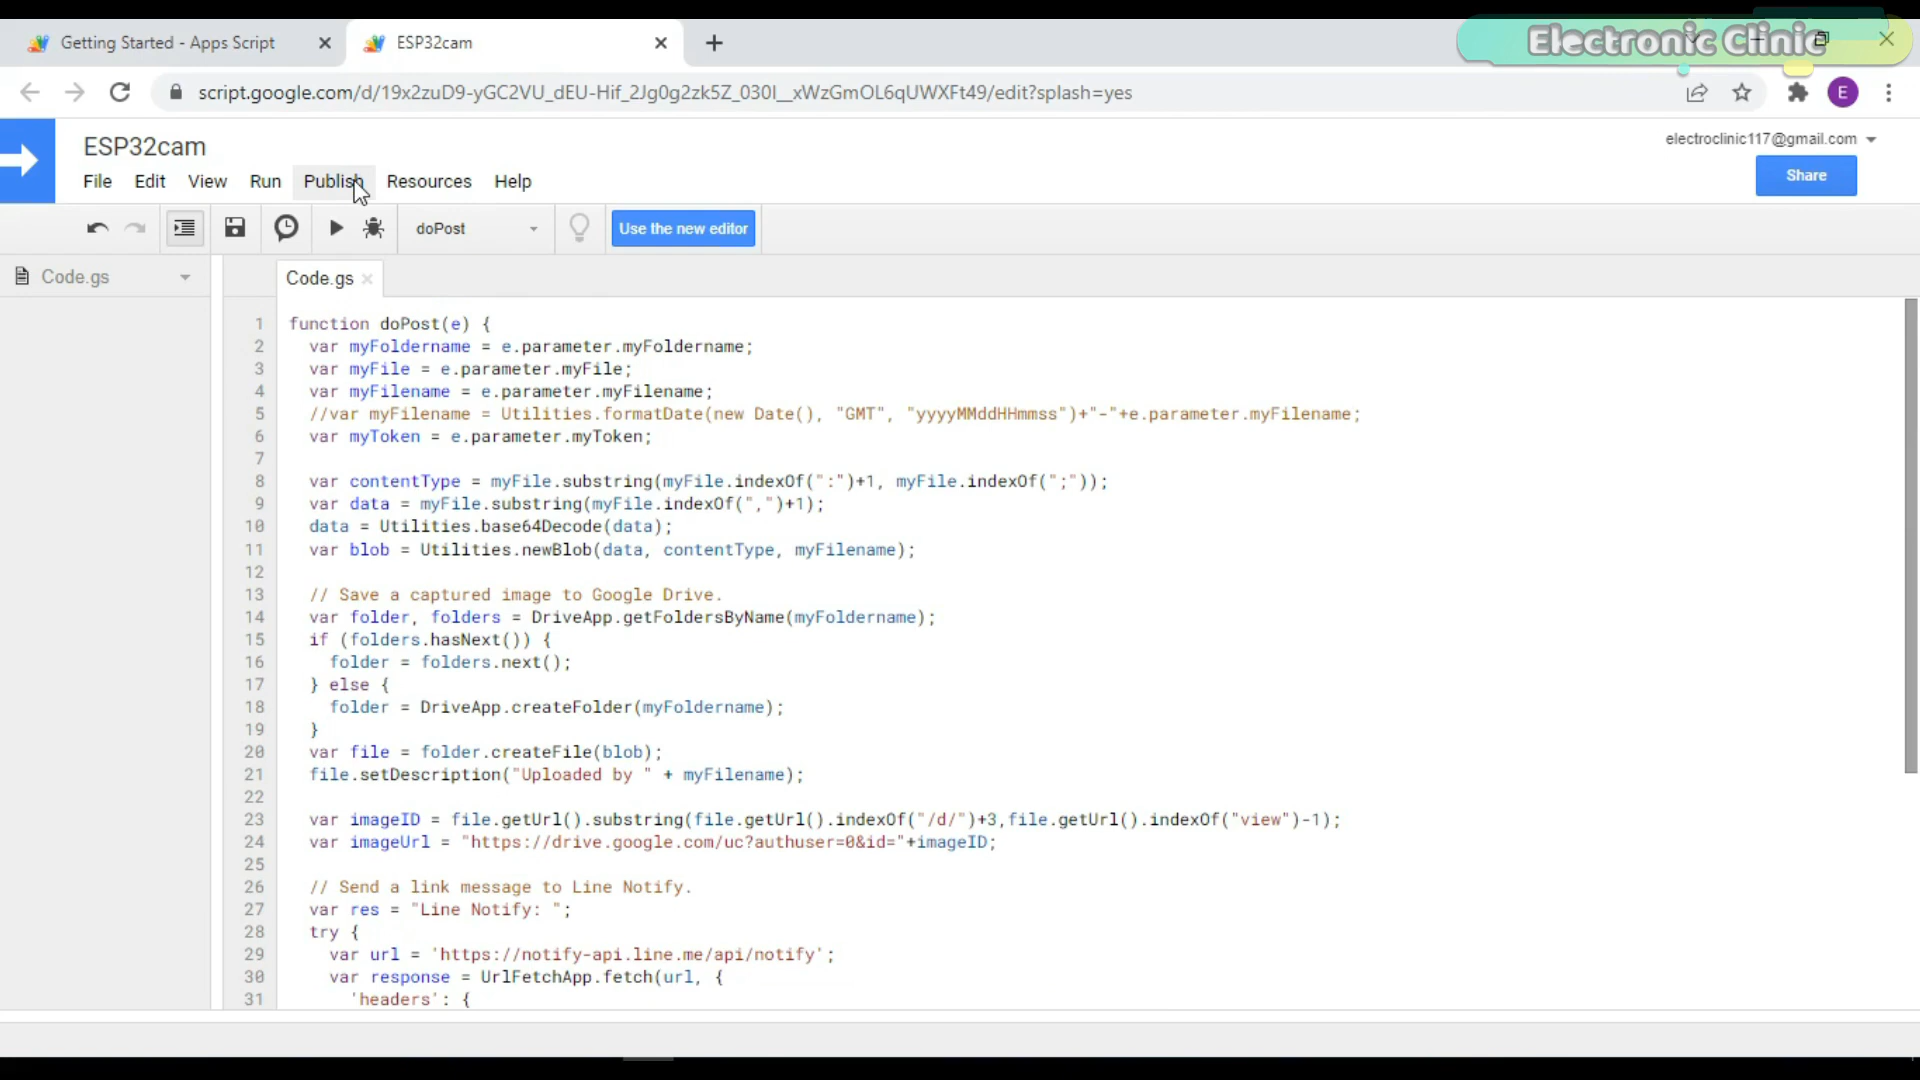 Getting Started - Apps Script
ESP32cam
Electronic Clinic
script.google.com/d/19x2zuD9-yGC2VU_dEU-Hif_2Jg0g2zk5Z_030I__xWzGmOL6qUWXFt49/edit?splash=yes
E
ESP32cam
electroclinic117@gmail.com
File Edit View Run Publish Resources Help
Share
doPost
Use the new editor
Code.gs
Code.gs
1 function doPost(e) {
2 var myFoldername = e.parameter.myFoldername;
3 var myFile = e.parameter.myFile;
4 var myFilename = e.parameter.myFilename;
5 //var myFilename = Utilities.formatDate(new Date(), "GMT", "yyyyMMddHHmmss")+"-"+e.parameter.myFilename;
6 var myToken = e.parameter.myToken;
7
8 var contentType = myFile.substring(myFile.indexOf(":")+1, myFile.indexOf(";"));
9 var data = myFile.substring(myFile.indexOf(",")+1);
10 data = Utilities.base64Decode(data);
11 var blob = Utilities.newBlob(data, contentType, myFilename);
12
13 // Save a captured image to Google Drive.
14 var folder, folders = DriveApp.getFoldersByName(myFoldername);
15 if (folders.hasNext()) {
16 folder = folders.next();
17 } else {
18 folder = DriveApp.createFolder(myFoldername);
19 }
20 var file = folder.createFile(blob);
21 file.setDescription("Uploaded by " + myFilename);
22
23 var imageID = file.getUrl().substring(file.getUrl().indexOf("/d/")+3,file.getUrl().indexOf("view")-1);
24 var imageUrl = "https://drive.google.com/uc?authuser=0&id="+imageID;
25
26 // Send a link message to Line Notify.
27 var res = "Line Notify: ";
28 try {
29 var url = 'https://notify-api.line.me/api/notify';
30 var response = UrlFetchApp.fetch(url, {
31 'headers': {